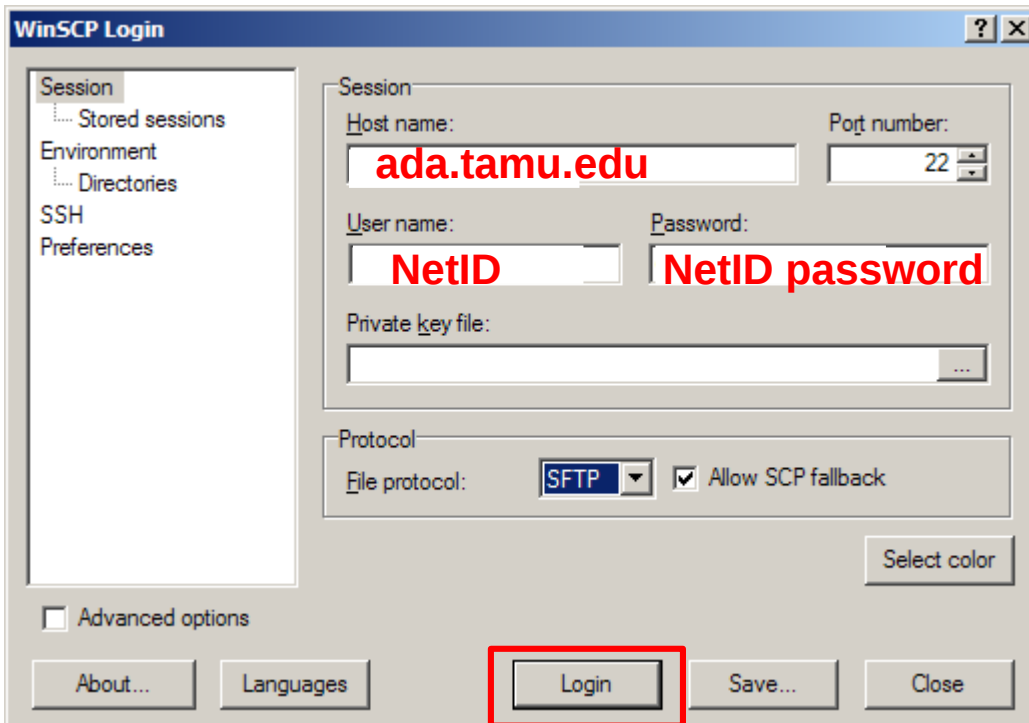 WinSCP Login
Session
Stored sessions
Environment
Directories
SSH
Preferences
Session
Host name:
Port number:
ada.tamu.edu
22
User name:
Password:
NetID
NetID password
Private key file:
...
Protocol
File protocol:
SFTP
Allow SCP fallback
Select color
Advanced options
About...
Languages
Login
Save...
Close